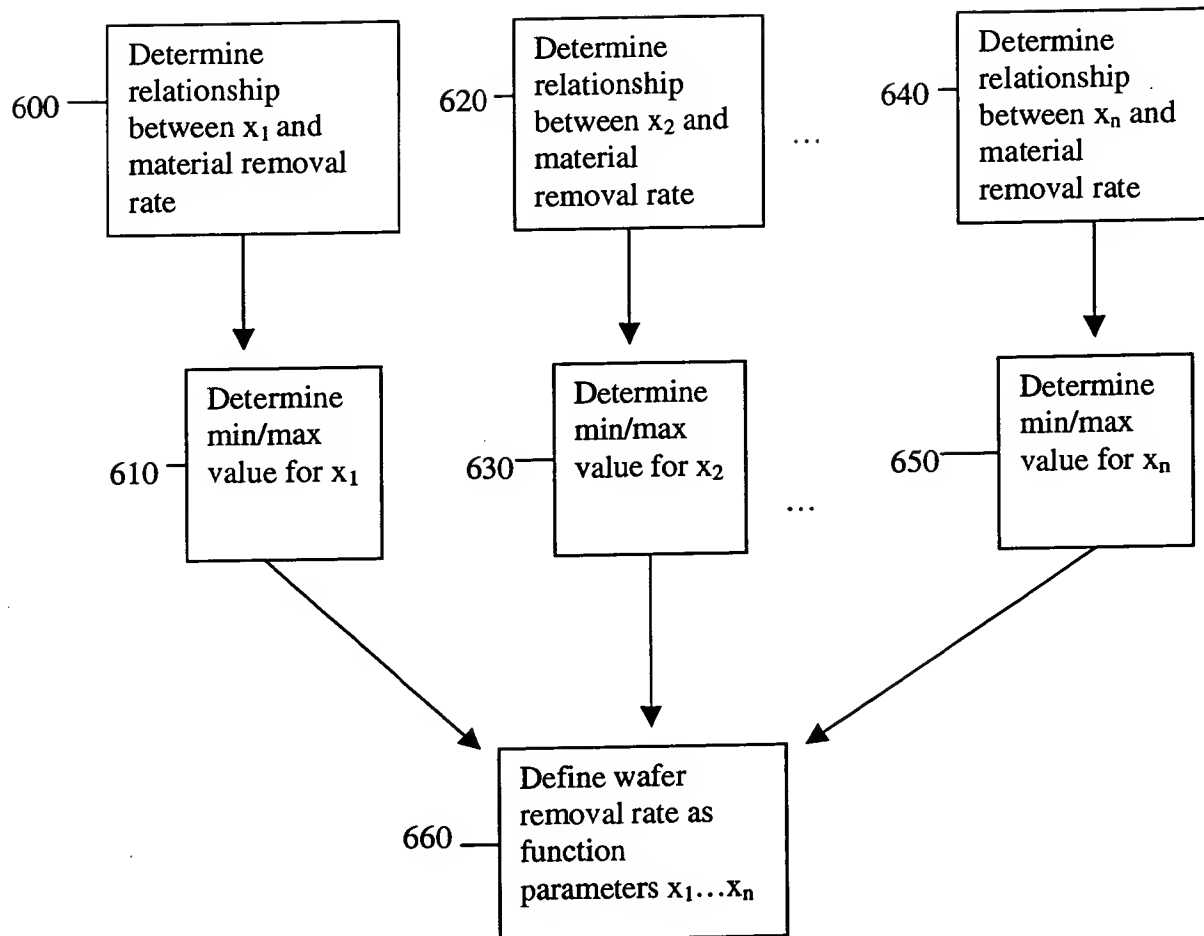 600
Determine
relationship
between x₁ and
material removal
rate
620
Determine
relationship
between x₂ and
material
removal rate
...
640
Determine
relationship
between xₙ and
material
removal rate
610
Determine
min/max
value for x₁
630
Determine
min/max
value for x₂
...
650
Determine
min/max
value for xₙ
660
Define wafer
removal rate as
function
parameters x₁...xₙ